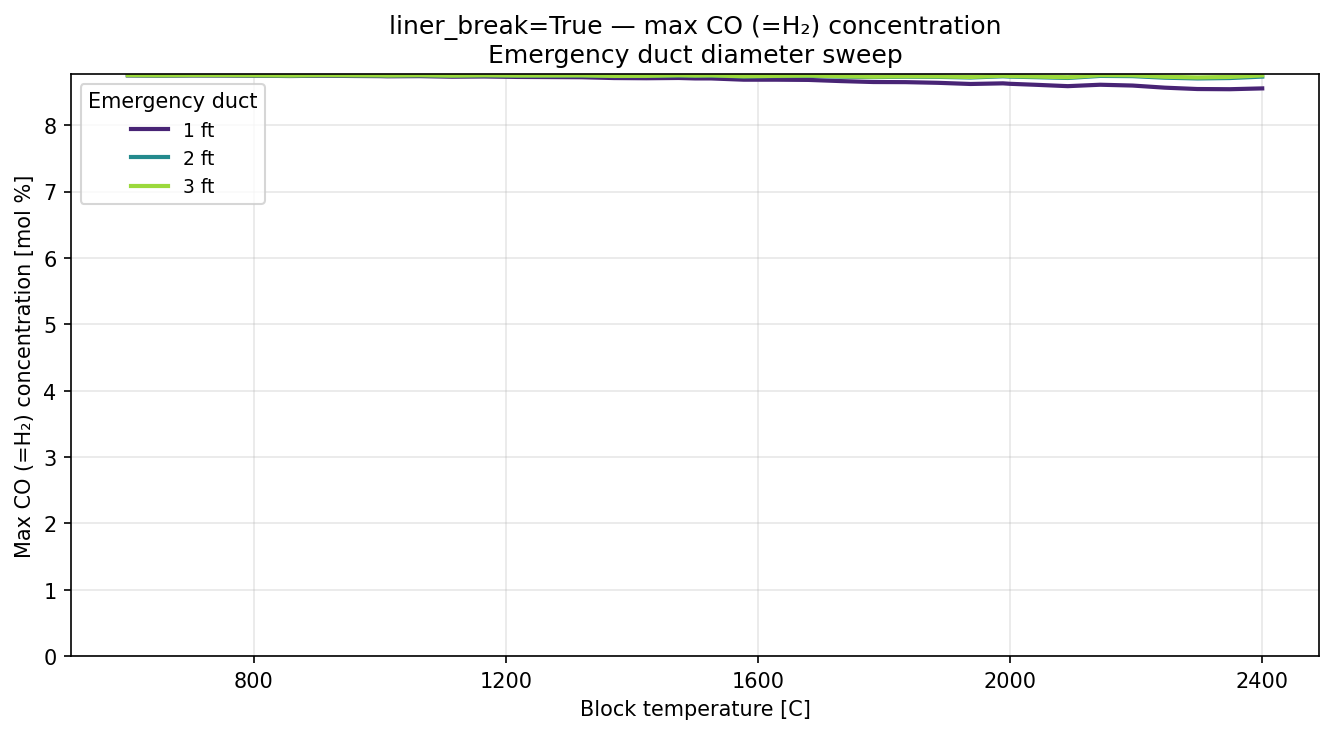 liner_break=True — max CO (=H₂) concentration
Emergency duct diameter sweep
Emergency duct
1 ft
2 ft
3 ft
Max CO (=H₂) concentration [mol %]
8
7
6
5
4
3
2
1
0
800 1200 1600 2000 2400
Block temperature [C]